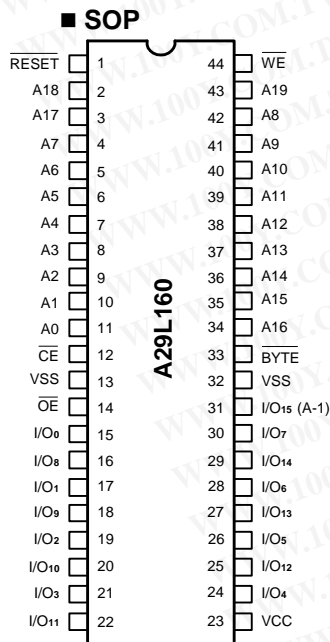 ■ SOP
RESET 1 44 WE
A18 2 43 A19
A17 3 42 A8
A7 4 41 A9
A6 5 40 A10
A5 6 39 A11
A4 7 38 A12
A3 8 37 A13
A2 9 36 A14
A1 10 35 A15
A0 11 34 A16
CE 12 33 BYTE
VSS 13 32 VSS
OE 14 31 I/O15 (A-1)
I/O0 15 30 I/O7
I/O8 16 29 I/O14
I/O1 17 28 I/O6
I/O9 18 27 I/O13
I/O2 19 26 I/O5
I/O10 20 25 I/O12
I/O3 21 24 I/O4
I/O11 22 23 VCC
A29L160
WWW.100Y.COM.TW